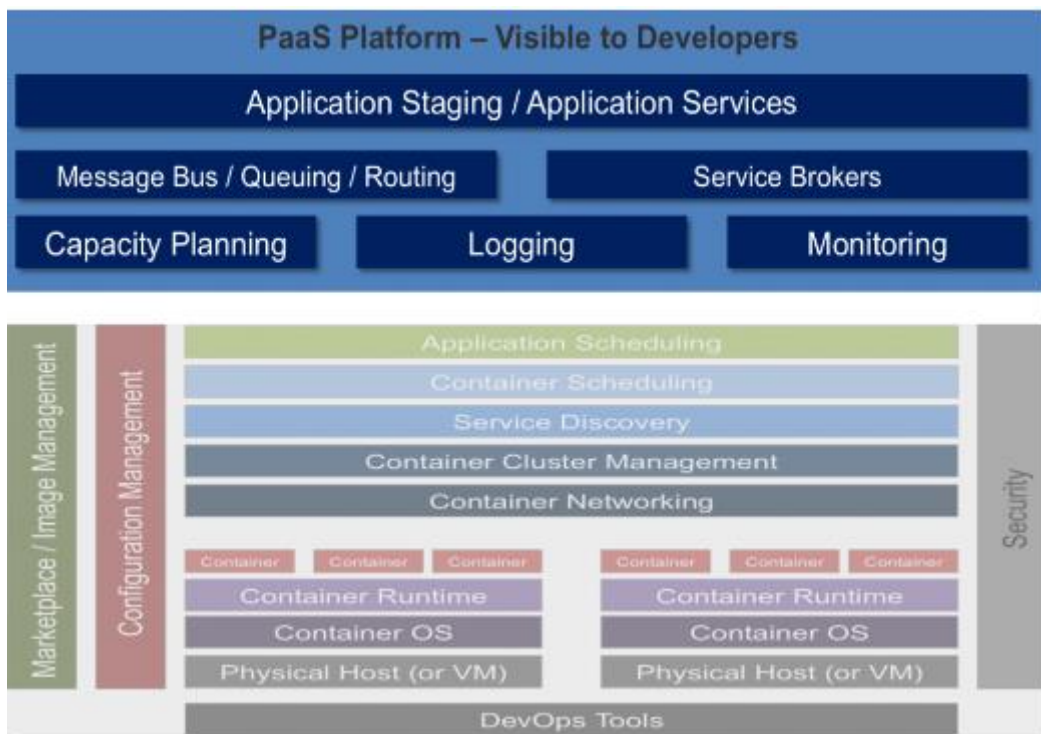 PaaS Platform – Visible to Developers
Application Staging / Application Services
Message Bus / Queuing / Routing
Service Brokers
Capacity Planning
Logging
Monitoring
Marketplace / Image Management
Configuration Management
Application Scheduling
Container Scheduling
Service Discovery
Container Cluster Management
Container Networking
Container Container Container
Container Runtime
Container OS
Physical Host (or VM)
Container Container Container
Container Runtime
Container OS
Physical Host (or VM)
Security
DevOps Tools